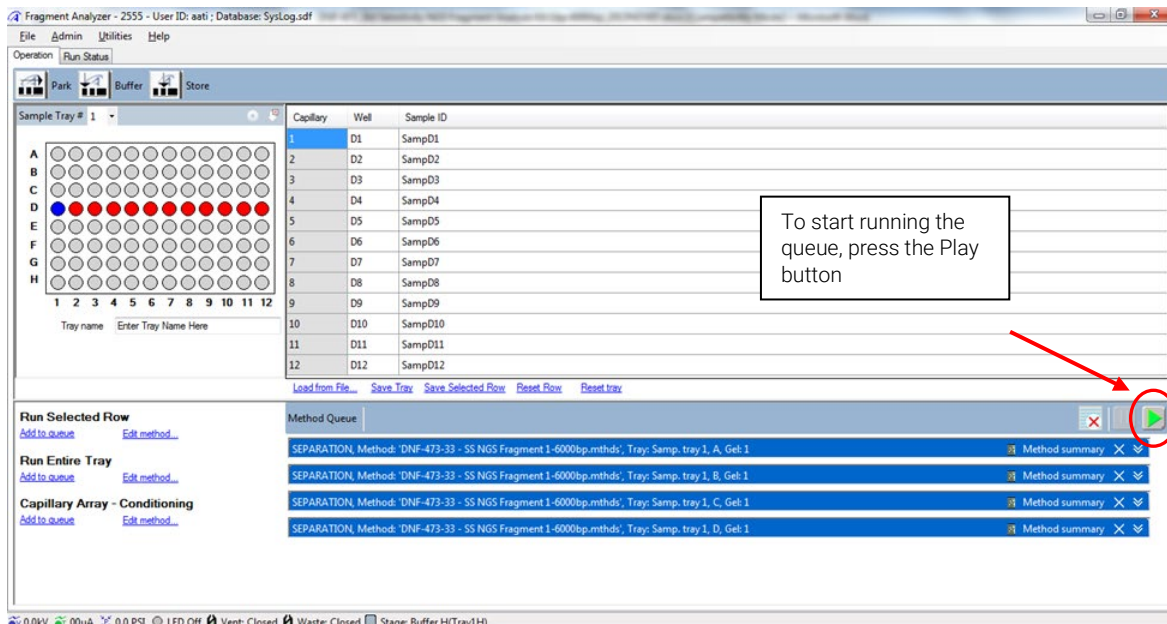 Fragment Analyzer - 2555 - User ID: aati ; Database: SysLog.sdf
File Admin Utilities Help
Operation Run Status
Park Buffer Store
Sample Tray # 1
A
B
C
D
E
F
G
H
1 2 3 4 5 6 7 8 9 10 11 12
Tray name Enter Tray Name Here
Capillary Well Sample ID
1 D1 SampD1
2 D2 SampD2
3 D3 SampD3
4 D4 SampD4
5 D5 SampD5
6 D6 SampD6
7 D7 SampD7
8 D8 SampD8
9 D9 SampD9
10 D10 SampD10
11 D11 SampD11
12 D12 SampD12
Load from File... Save Tray Save Selected Row Reset Row Reset tray
To start running the
queue, press the Play
button
Run Selected Row
Add to queue Edit method...
Run Entire Tray
Add to queue Edit method...
Capillary Array - Conditioning
Add to queue Edit method...
Method Queue
SEPARATION, Method: 'DNF-473-33 - SS NGS Fragment 1-6000bp.mthds', Tray: Samp. tray 1, A, Gel: 1 Method summary
SEPARATION, Method: 'DNF-473-33 - SS NGS Fragment 1-6000bp.mthds', Tray: Samp. tray 1, B, Gel: 1 Method summary
SEPARATION, Method: 'DNF-473-33 - SS NGS Fragment 1-6000bp.mthds', Tray: Samp. tray 1, C, Gel: 1 Method summary
SEPARATION, Method: 'DNF-473-33 - SS NGS Fragment 1-6000bp.mthds', Tray: Samp. tray 1, D, Gel: 1 Method summary
0.0kV 00uA 0.0 PSI LED Off Vent: Closed Waste: Closed Stage: Buffer H(Tray1H)